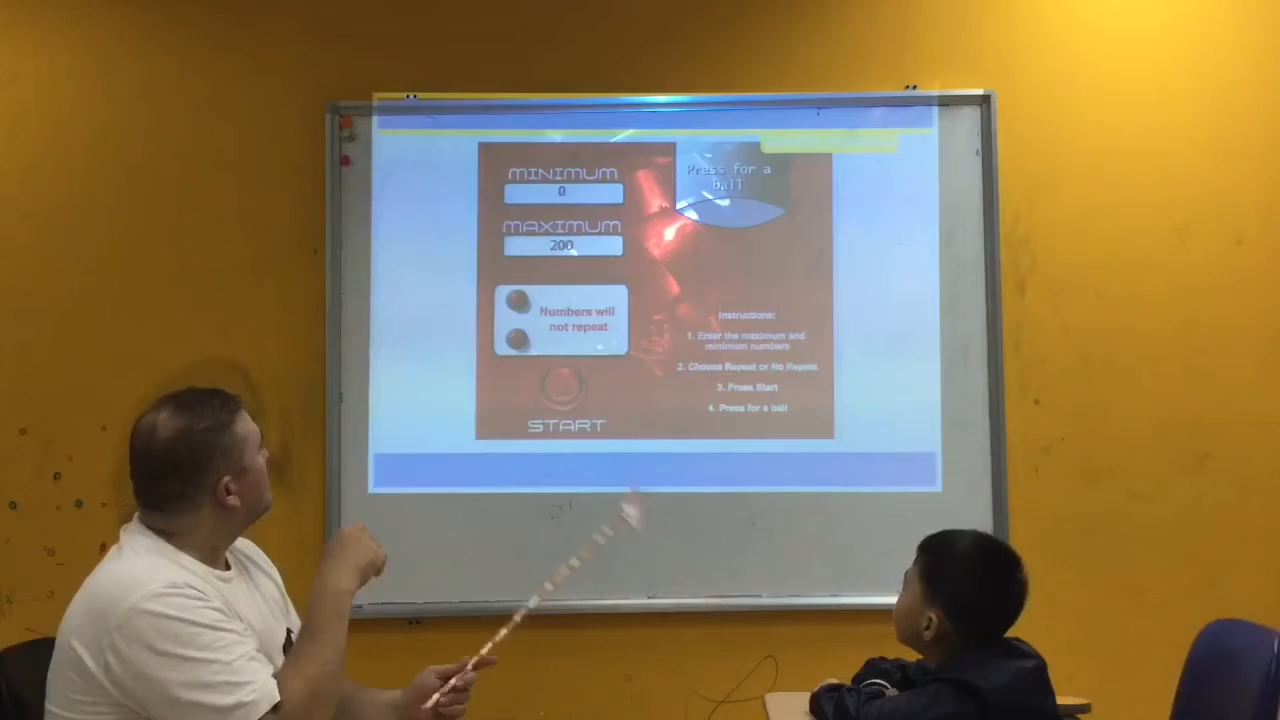 MINIMUM
0
MAXIMUM
200
Numbers will
not repeat
START
Press for a
ball
Instructions:
1. Enter the maximum and
minimum numbers
2. Choose Repeat or No Repeat
3. Press Start
4. Press for a ball